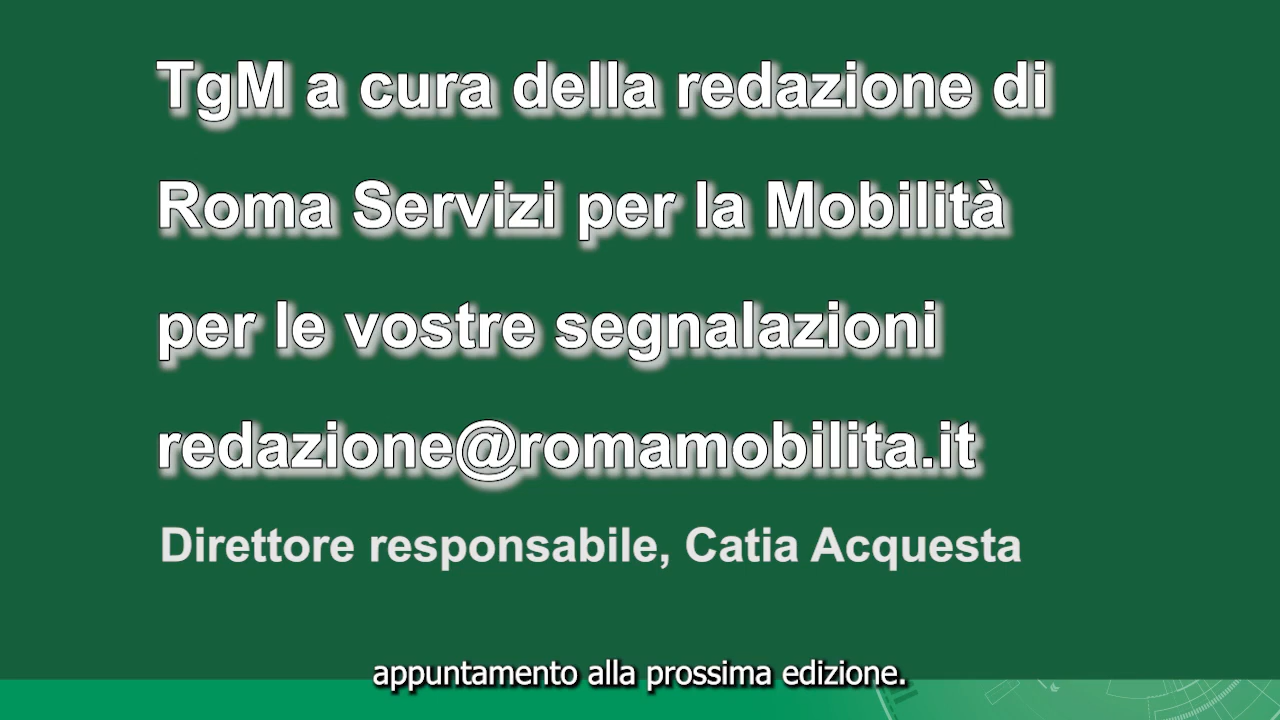 TgM a cura della redazione di
Roma Servizi per la Mobilità
per le vostre segnalazioni
redazione@romamobilita.it
Direttore responsabile, Catia Acquesta
appuntamento alla prossima edizione.